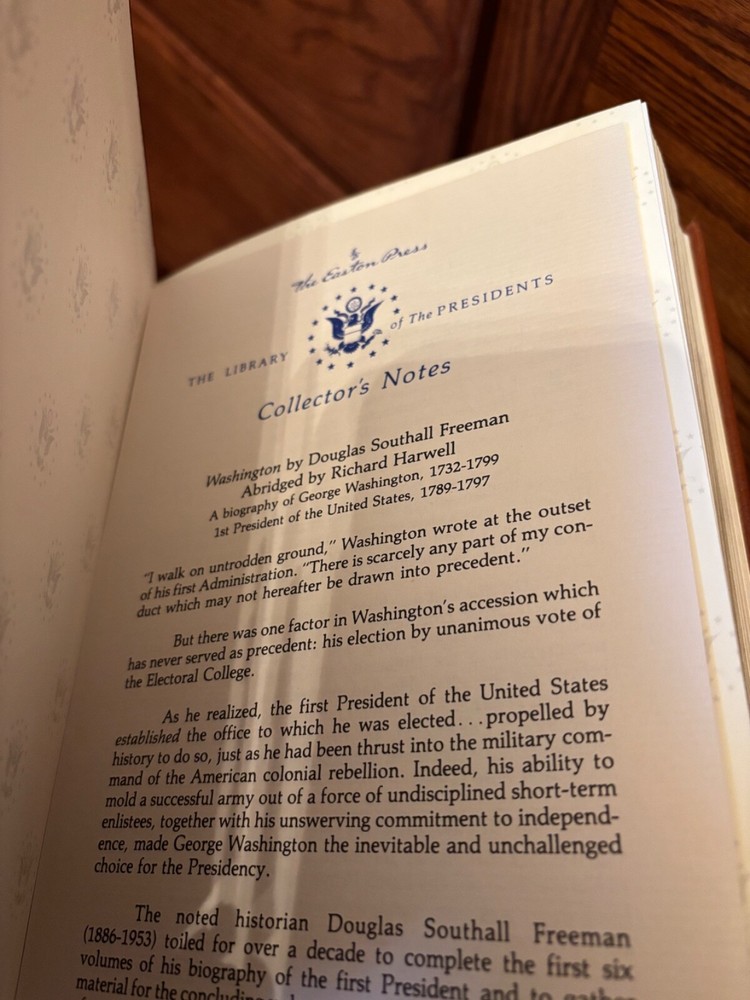 The Easton Press
THE LIBRARY of The PRESIDENTS
Collector's Notes
Washington by Douglas Southall Freeman
Abridged by Richard Harwell
A biography of George Washington, 1732-1799
1st President of the United States, 1789-1797
"I walk on untrodden ground," Washington wrote at the outset
of his first Administration. "There is scarcely any part of my con-
duct which may not hereafter be drawn into precedent."
But there was one factor in Washington's accession which
has never served as precedent: his election by unanimous vote of
the Electoral College.
As he realized, the first President of the United States
established the office to which he was elected...propelled by
history to do so, just as he had been thrust into the military com-
mand of the American colonial rebellion. Indeed, his ability to
mold a successful army out of a force of undisciplined short-term
enlistees, together with his unswerving commitment to independ-
ence, made George Washington the inevitable and unchallenged
choice for the Presidency.
The noted historian Douglas Southall Freeman
(1886-1953) toiled for over a decade to complete the first six
volumes of his biography of the first President and to gather
material for the concluding